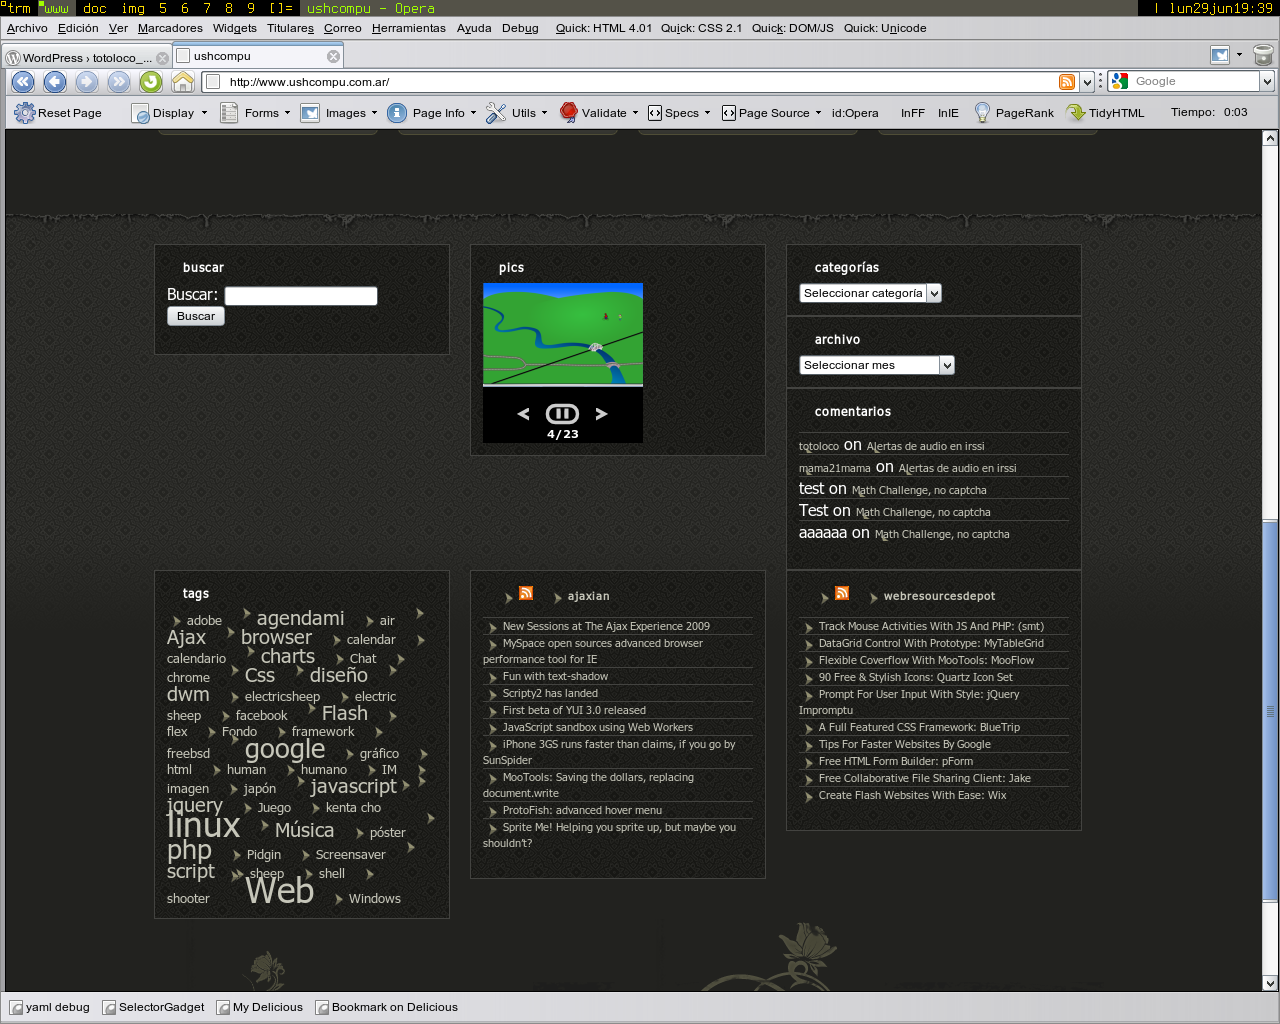 trm www doc img 5 6 7 8 9 []= ushcompu - Opera | lun29jun19:39
Archivo Edición Ver Marcadores Widgets Titulares Correo Herramientas Ayuda Debug Quick: HTML 4.01 Quick: CSS 2.1 Quick: DOM/JS Quick: Unicode
WordPress › totoloco_... ushcompu
http://www.ushcompu.com.ar/ Google
Reset Page Display Forms Images Page Info Utils Validate Specs Page Source id:Opera InFF InIE PageRank TidyHTML Tiempo: 0:03
buscar
Buscar:
Buscar
pics
4/23
categorías
Seleccionar categoría
archivo
Seleccionar mes
comentarios
totoloco on Alertas de audio en irssi
mama21mama on Alertas de audio en irssi
test on Math Challenge, no captcha
Test on Math Challenge, no captcha
aaaaaa on Math Challenge, no captcha
tags
adobe agendami air
Ajax browser calendar
calendario charts Chat
chrome Css diseño
dwm electricsheep electric
sheep facebook Flash
flex Fondo framework
freebsd google gráfico
html human humano IM
imagen japón javascript
jquery Juego kenta cho
linux Música póster
php Pidgin Screensaver
script sheep shell
shooter Web Windows
ajaxian
New Sessions at The Ajax Experience 2009
MySpace open sources advanced browser
performance tool for IE
Fun with text-shadow
Scripty2 has landed
First beta of YUI 3.0 released
JavaScript sandbox using Web Workers
iPhone 3GS runs faster than claims, if you go by
SunSpider
MooTools: Saving the dollars, replacing
document.write
ProtoFish: advanced hover menu
Sprite Me! Helping you sprite up, but maybe you
shouldn't?
webresourcesdepot
Track Mouse Activities With JS And PHP: (smt)
DataGrid Control With Prototype: MyTableGrid
Flexible Coverflow With MooTools: MooFlow
90 Free & Stylish Icons: Quartz Icon Set
Prompt For User Input With Style: jQuery
Impromptu
A Full Featured CSS Framework: BlueTrip
Tips For Faster Websites By Google
Free HTML Form Builder: pForm
Free Collaborative File Sharing Client: Jake
Create Flash Websites With Ease: Wix
yaml debug SelectorGadget My Delicious Bookmark on Delicious